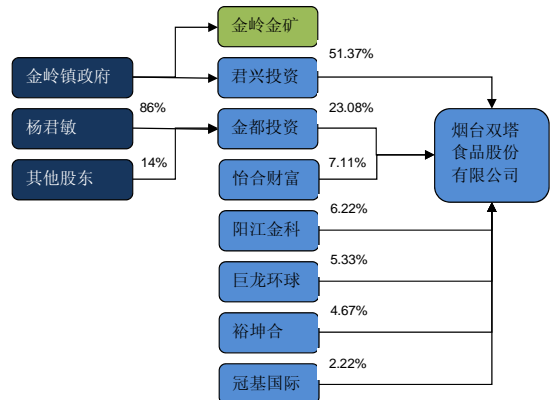 金岭金矿
金岭镇政府
君兴投资
51.37%
86%
杨君敏
金都投资
23.08%
烟台双塔
食品股份
有限公司
其他股东
14%
怡合财富
7.11%
阳江金科
6.22%
巨龙环球
5.33%
裕坤合
4.67%
冠基国际
2.22%